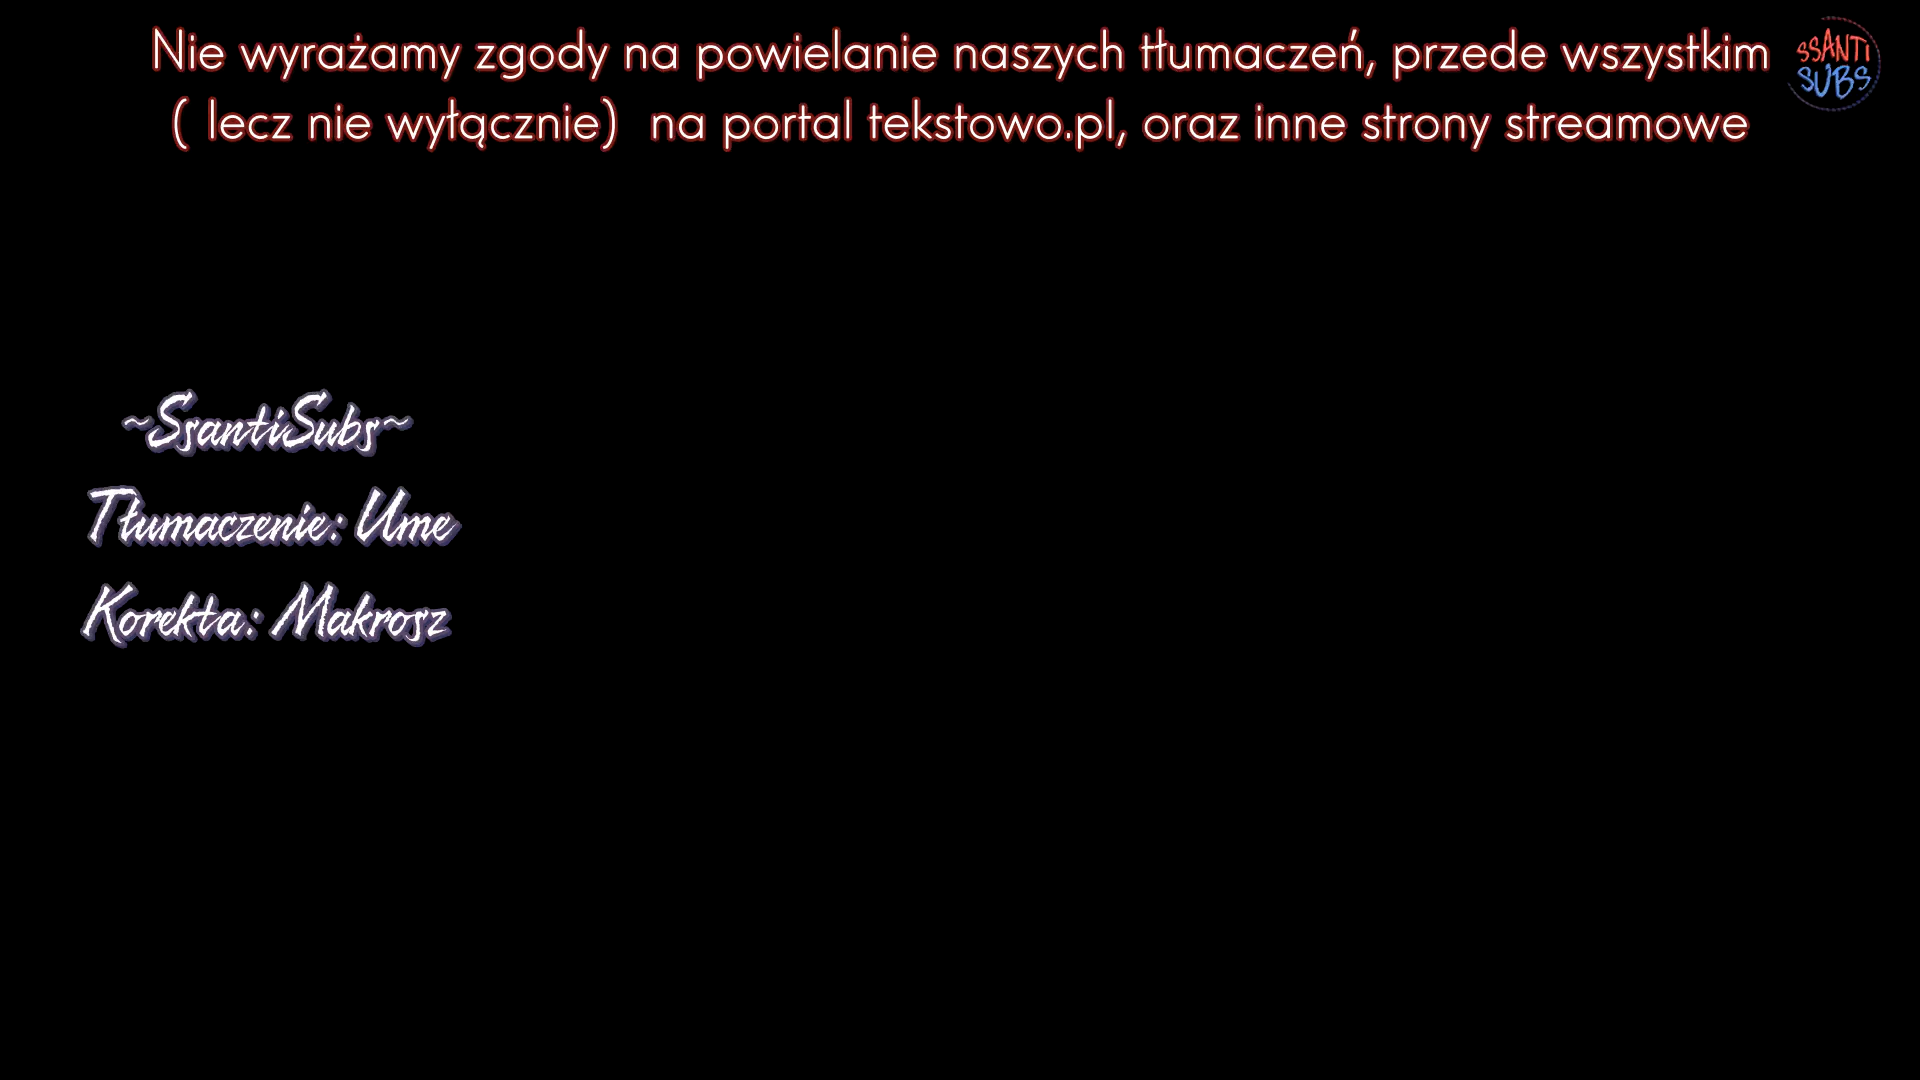 Nie wyrażamy zgody na powielanie naszych tłumaczeń, przede wszystkim
( lecz nie wyłącznie) na portal tekstowo.pl, oraz inne strony streamowe
SSANTI
SUBS
~SsantiSubs~
Tłumaczenie: Ume
Korekta: Makrosz